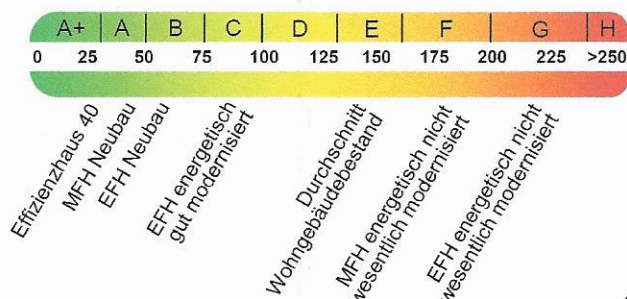 A+ A B C D E F G H
0 25 50 75 100 125 150 175 200 225 >250
Effizienzhaus 40
MFH Neubau
EFH Neubau
EFH energetisch
gut modernisiert
Durchschnitt
Wohngebäudebestand
MFH energetisch nicht
wesentlich modernisiert
EFH energetisch nicht
wesentlich modernisiert